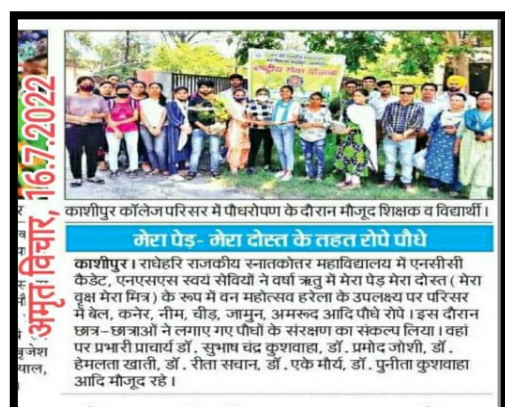 राष्ट्रीय सेवा योजना
अमृत विचार, 16.7.2022
काशीपुर कॉलेज परिसर में पौधरोपण के दौरान मौजूद शिक्षक व विद्यार्थी।
मेरा पेड़- मेरा दोस्त के तहत रोपे पौधे
काशीपुर। राधेहरि राजकीय स्नातकोत्तर महाविद्यालय में एनसीसी
कैडेट, एनएसएस स्वयं सेवियों ने वर्षा ऋतु में मेरा पेड़ मेरा दोस्त ( मेरा
वृक्ष मेरा मित्र ) के रूप में वन महोत्सव हरेला के उपलक्ष्य पर परिसर
में बेल, कनेर, नीम, चीड़, जामुन, अमरूद आदि पौधे रोपे। इस दौरान
छात्र-छात्राओं ने लगाए गए पौधों के संरक्षण का संकल्प लिया। वहां
पर प्रभारी प्राचार्य डॉ. सुभाष चंद्र कुशवाहा, डॉ. प्रमोद जोशी, डॉ.
हेमलता खाती, डॉ. रीता सचान, डॉ. एके मौर्य, डॉ. पुनीता कुशवाहा
आदि मौजूद रहे।
बृजेश
याल,